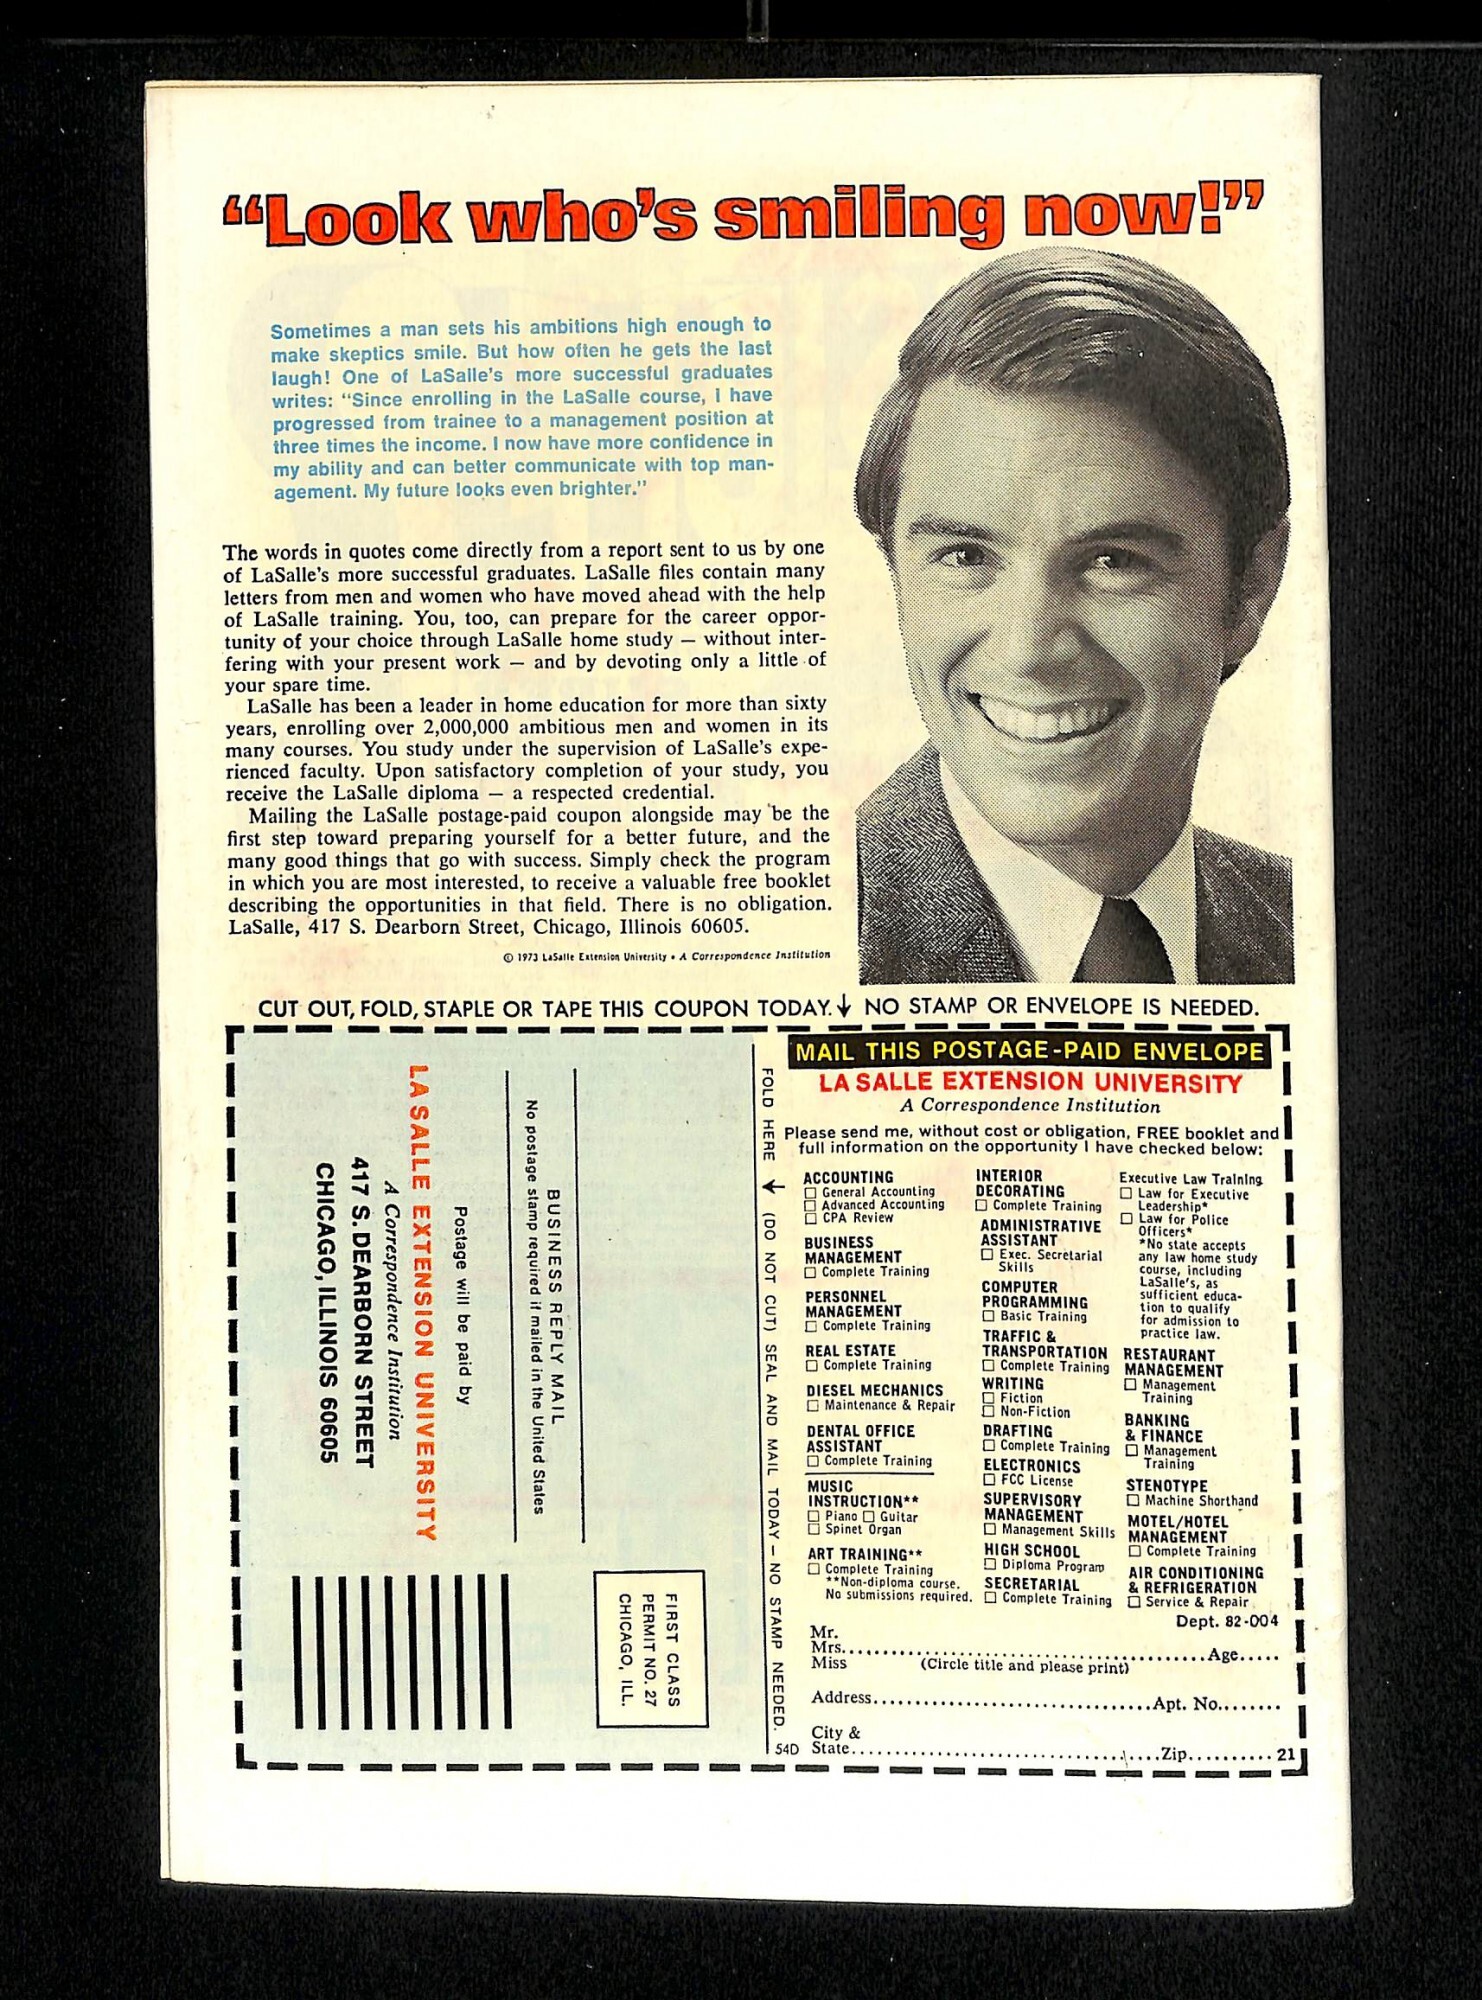 “Look who’s smiling now!”
Sometimes a man sets his ambitions high enough to
make skeptics smile. But how often he gets the last
laugh! One of LaSalle's more successful graduates
writes: “Since enrolling in the LaSalle course, I have
progressed from trainee to a management position at
three times the income. I now have more confidence in
my ability and can better communicate with top man-
agement. My future looks even brighter.”
The words in quotes come directly from a report sent to us by one
of LaSalle's more successful graduates. LaSalle files contain many
letters from men and women who have moved ahead with the help
of LaSalle training. You, too, can prepare for the career oppor-
tunity of your choice through LaSalle home study — without inter-
fering with your present work — and by devoting only a little of
your spare time.
LaSalle has been a leader in home education for more than sixty
years, enrolling over 2,000,000 ambitious men and women in its
many courses. You study under the supervision of LaSalle's expe-
rienced faculty. Upon satisfactory completion of your study, you
receive the LaSalle diploma — a respected credential.
Mailing the LaSalle postage-paid coupon alongside may be the
first step toward preparing yourself for a better future, and the
many good things that go with success. Simply check the program
in which you are most interested, to receive a valuable free booklet
describing the opportunities in that field. There is no obligation.
LaSalle, 417 S. Dearborn Street, Chicago, Illinois 60605.
© 1973 LaSalle Extension University • A Correspondence Institution
CUT OUT, FOLD, STAPLE OR TAPE THIS COUPON TODAY.↓ NO STAMP OR ENVELOPE IS NEEDED.
FIRST CLASS
PERMIT NO. 27
CHICAGO, ILL.
BUSINESS REPLY MAIL
No postage stamp required if mailed in the United States
Postage will be paid by
LA SALLE EXTENSION UNIVERSITY
A Correspondence Institution
417 S. DEARBORN STREET
CHICAGO, ILLINOIS 60605
FOLD HERE ↓ (DO NOT CUT) SEAL AND MAIL TODAY — NO STAMP NEEDED.
MAIL THIS POSTAGE-PAID ENVELOPE
LA SALLE EXTENSION UNIVERSITY
A Correspondence Institution
Please send me, without cost or obligation, FREE booklet and
full information on the opportunity I have checked below:
ACCOUNTING
☐ General Accounting
☐ Advanced Accounting
☐ CPA Review
BUSINESS
MANAGEMENT
☐ Complete Training
PERSONNEL
MANAGEMENT
☐ Complete Training
REAL ESTATE
☐ Complete Training
DIESEL MECHANICS
☐ Maintenance & Repair
DENTAL OFFICE
ASSISTANT
☐ Complete Training
MUSIC
INSTRUCTION**
☐ Piano ☐ Guitar
☐ Spinet Organ
ART TRAINING**
☐ Complete Training
**Non-diploma course.
No submissions required.
INTERIOR
DECORATING
☐ Complete Training
ADMINISTRATIVE
ASSISTANT
☐ Exec. Secretarial
Skills
COMPUTER
PROGRAMMING
☐ Basic Training
TRAFFIC &
TRANSPORTATION
☐ Complete Training
WRITING
☐ Fiction
☐ Non-Fiction
DRAFTING
☐ Complete Training
ELECTRONICS
☐ FCC License
SUPERVISORY
MANAGEMENT
☐ Management Skills
HIGH SCHOOL
☐ Diploma Program
SECRETARIAL
☐ Complete Training
Executive Law Training
☐ Law for Executive
Leadership*
☐ Law for Police
Officers*
*No state accepts
any law home study
course, including
LaSalle's, as
sufficient educa-
tion to qualify
for admission to
practice law.
RESTAURANT
MANAGEMENT
☐ Management
Training
BANKING
& FINANCE
☐ Management
Training
STENOTYPE
☐ Machine Shorthand
MOTEL/HOTEL
MANAGEMENT
☐ Complete Training
AIR CONDITIONING
& REFRIGERATION
☐ Service & Repair
Dept. 82-004
Mr.
Mrs. Age
Miss (Circle title and please print)
Address Apt. No.
City &
State Zip 21
54D